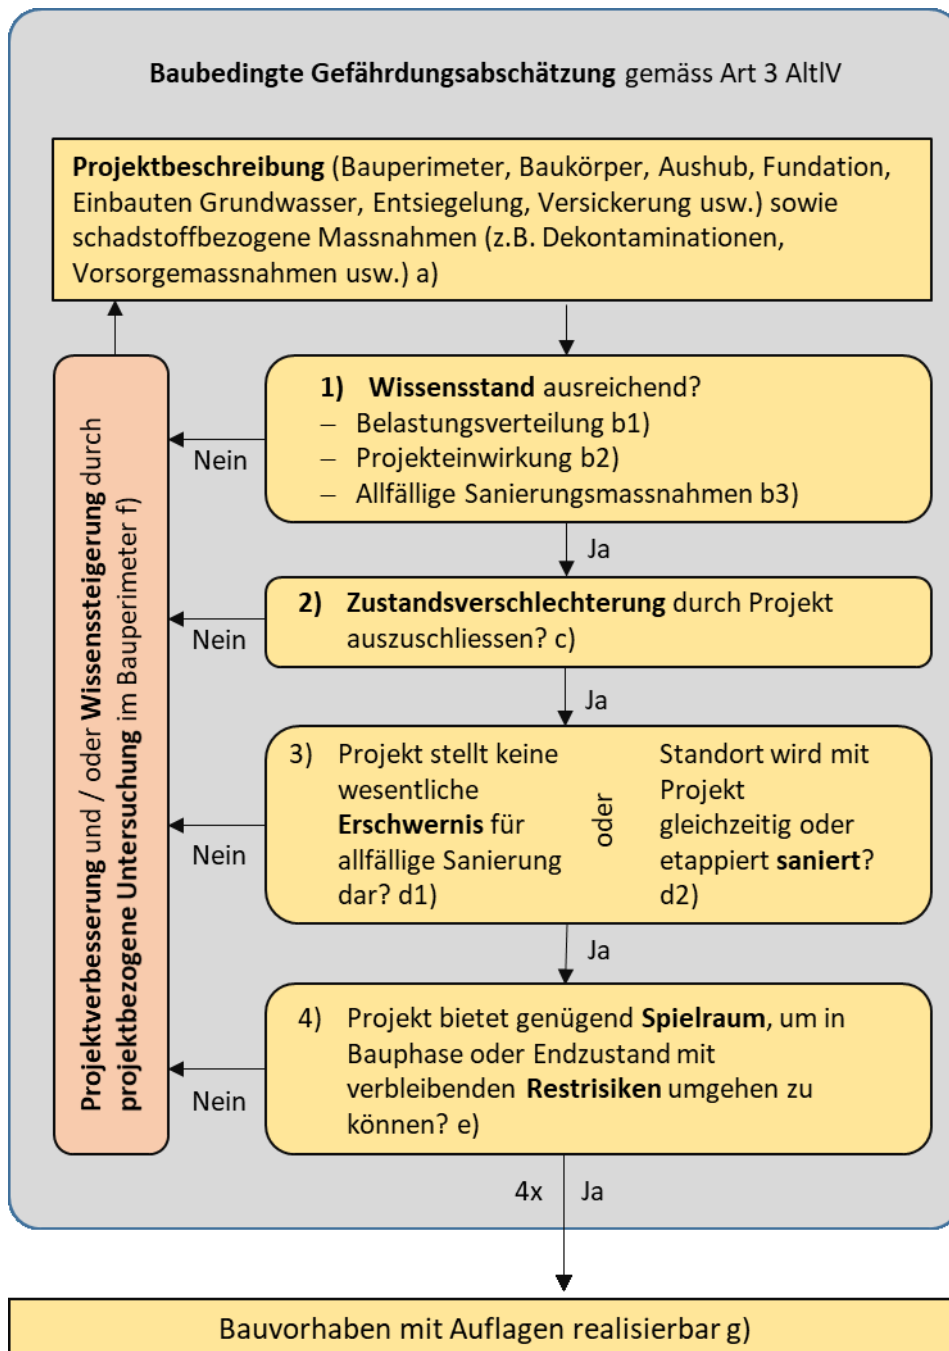 Baubedingte Gefährdungsabschätzung gemäss Art 3 AltlV
Projektbeschreibung (Bauperimeter, Baukörper, Aushub, Fundation,
Einbauten Grundwasser, Entsiegelung, Versickerung usw.) sowie
schadstoffbezogene Massnahmen (z.B. Dekontaminationen,
Vorsorgemassnahmen usw.) a)
Projektverbesserung und / oder Wissenssteigerung durch
projektbezogene Untersuchung im Bauperimeter f)
1) Wissensstand ausreichend?
– Belastungsverteilung b1)
– Projekteinwirkung b2)
– Allfällige Sanierungsmassnahmen b3)
Nein
Ja
2) Zustandsverschlechterung durch Projekt
auszuschliessen? c)
Nein
Ja
3) Projekt stellt keine
wesentliche
Erschwernis für
allfällige Sanierung
dar? d1)
oder
Standort wird mit
Projekt
gleichzeitig oder
etappiert saniert?
d2)
Nein
Ja
4) Projekt bietet genügend Spielraum, um in
Bauphase oder Endzustand mit
verbleibenden Restrisiken umgehen zu
können? e)
Nein
4x Ja
Bauvorhaben mit Auflagen realisierbar g)